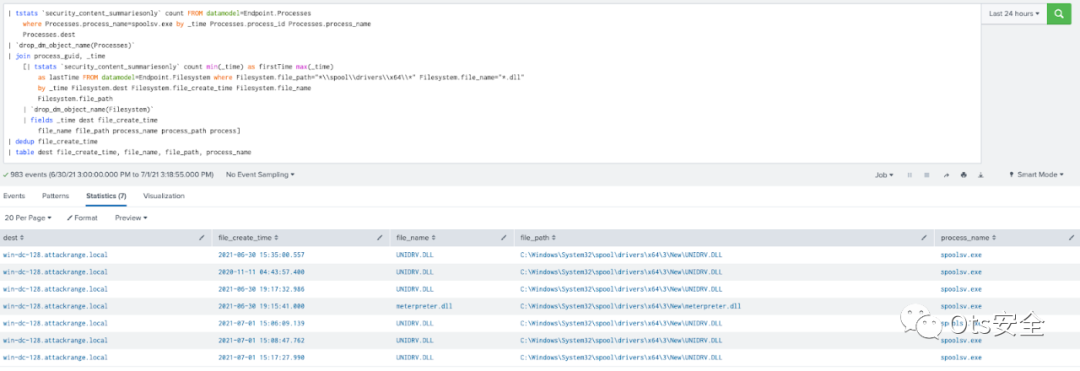 | tstats `security_content_summariesonly` count FROM datamodel=Endpoint.Processes
where Processes.process_name=spoolsv.exe by _time Processes.process_id Processes.process_name
Processes.dest
| `drop_dm_object_name(Processes)`
| join process_guid, _time
[| tstats `security_content_summariesonly` count min(_time) as firstTime max(_time)
as lastTime FROM datamodel=Endpoint.Filesystem where Filesystem.file_path="*\\spool\\drivers\\x64\\*" Filesystem.file_name="*.dll"
by _time Filesystem.dest Filesystem.file_create_time Filesystem.file_name
Filesystem.file_path
| `drop_dm_object_name(Filesystem)`
| fields _time dest file_create_time
file_name file_path process_name process_path process]
| dedup file_create_time
| table dest file_create_time, file_name, file_path, process_name
Last 24 hours
983 events (6/30/21 3:00:00.000 PM to 7/1/21 3:18:55.000 PM) No Event Sampling Job Smart Mode
Events Patterns Statistics (7) Visualization
20 Per Page Format Preview
dest file_create_time file_name file_path process_name
win-dc-128.attackrange.local 2021-06-30 15:35:00.557 UNIDRV.DLL C:\Windows\System32\spool\drivers\x64\3\New\UNIDRV.DLL spoolsv.exe
win-dc-128.attackrange.local 2020-11-11 04:43:57.400 UNIDRV.DLL C:\Windows\System32\spool\drivers\x64\3\New\UNIDRV.DLL spoolsv.exe
win-dc-128.attackrange.local 2021-06-30 19:17:32.986 UNIDRV.DLL C:\Windows\System32\spool\drivers\x64\3\New\UNIDRV.DLL spoolsv.exe
win-dc-128.attackrange.local 2021-06-30 19:15:41.000 meterpreter.dll C:\Windows\System32\spool\drivers\x64\3\New\meterpreter.dll spoolsv.exe
win-dc-128.attackrange.local 2021-07-01 15:06:09.139 UNIDRV.DLL C:\Windows\System32\spool\drivers\x64\3\New\UNIDRV.DLL spoolsv.exe
win-dc-128.attackrange.local 2021-07-01 15:08:47.762 UNIDRV.DLL C:\Windows\System32\spool\drivers\x64\3\New\UNIDRV.DLL spoolsv.exe
win-dc-128.attackrange.local 2021-07-01 15:17:27.990 UNIDRV.DLL C:\Windows\System32\spool\drivers\x64\3\New\UNIDRV.DLL spoolsv.exe
Ots安全